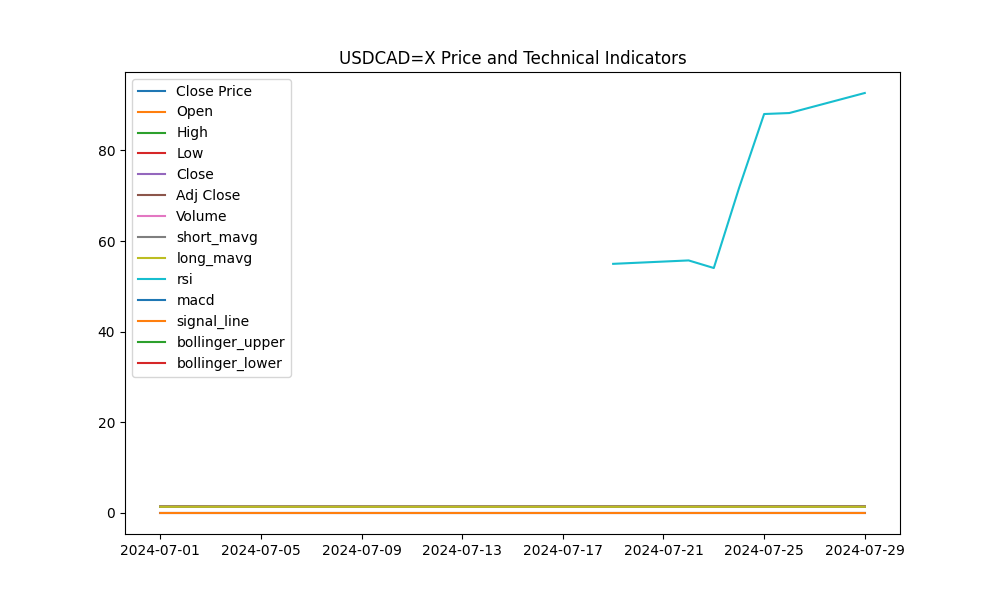 USDCAD=X Price and Technical Indicators
Close Price
Open
High
Low
Close
Adj Close
Volume
short_mavg
long_mavg
rsi
macd
signal_line
bollinger_upper
bollinger_lower
80
60
40
20
0
2024-07-01 2024-07-05 2024-07-09 2024-07-13 2024-07-17 2024-07-21 2024-07-25 2024-07-29